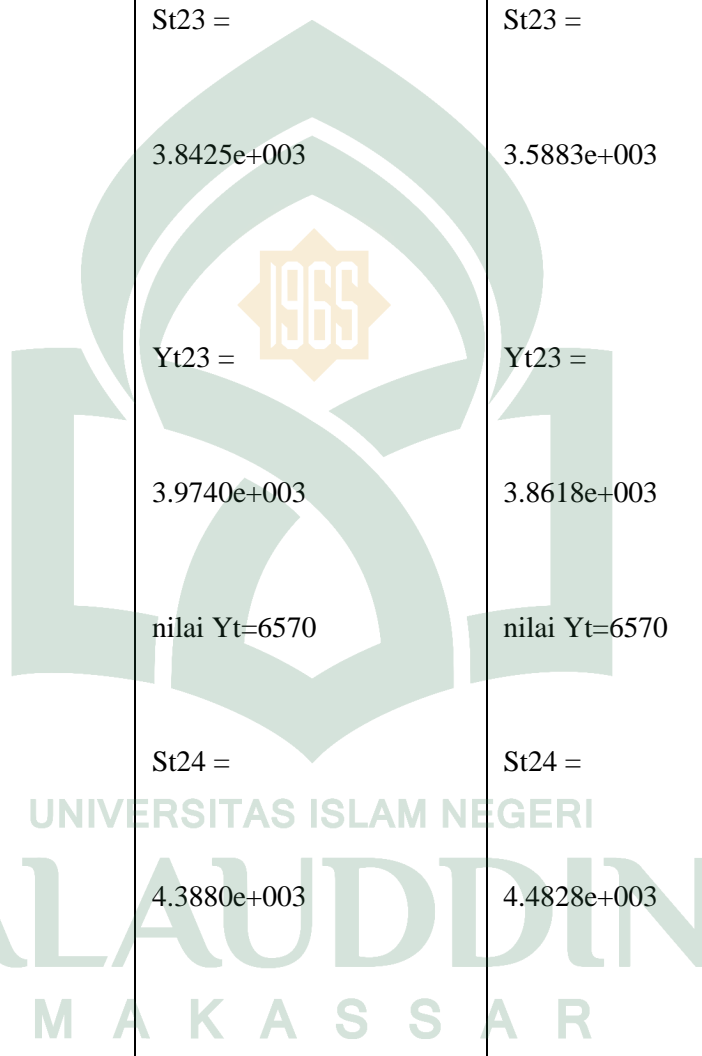 St23 = St23 =
3.8425e+003 3.5883e+003
1965
Yt23 = Yt23 =
3.9740e+003 3.8618e+003
nilai Yt=6570 nilai Yt=6570
St24 = St24 =
UNIVERSITAS ISLAM NEGERI
4.3880e+003 4.4828e+003
ALAUDDIN
MAKASSAR